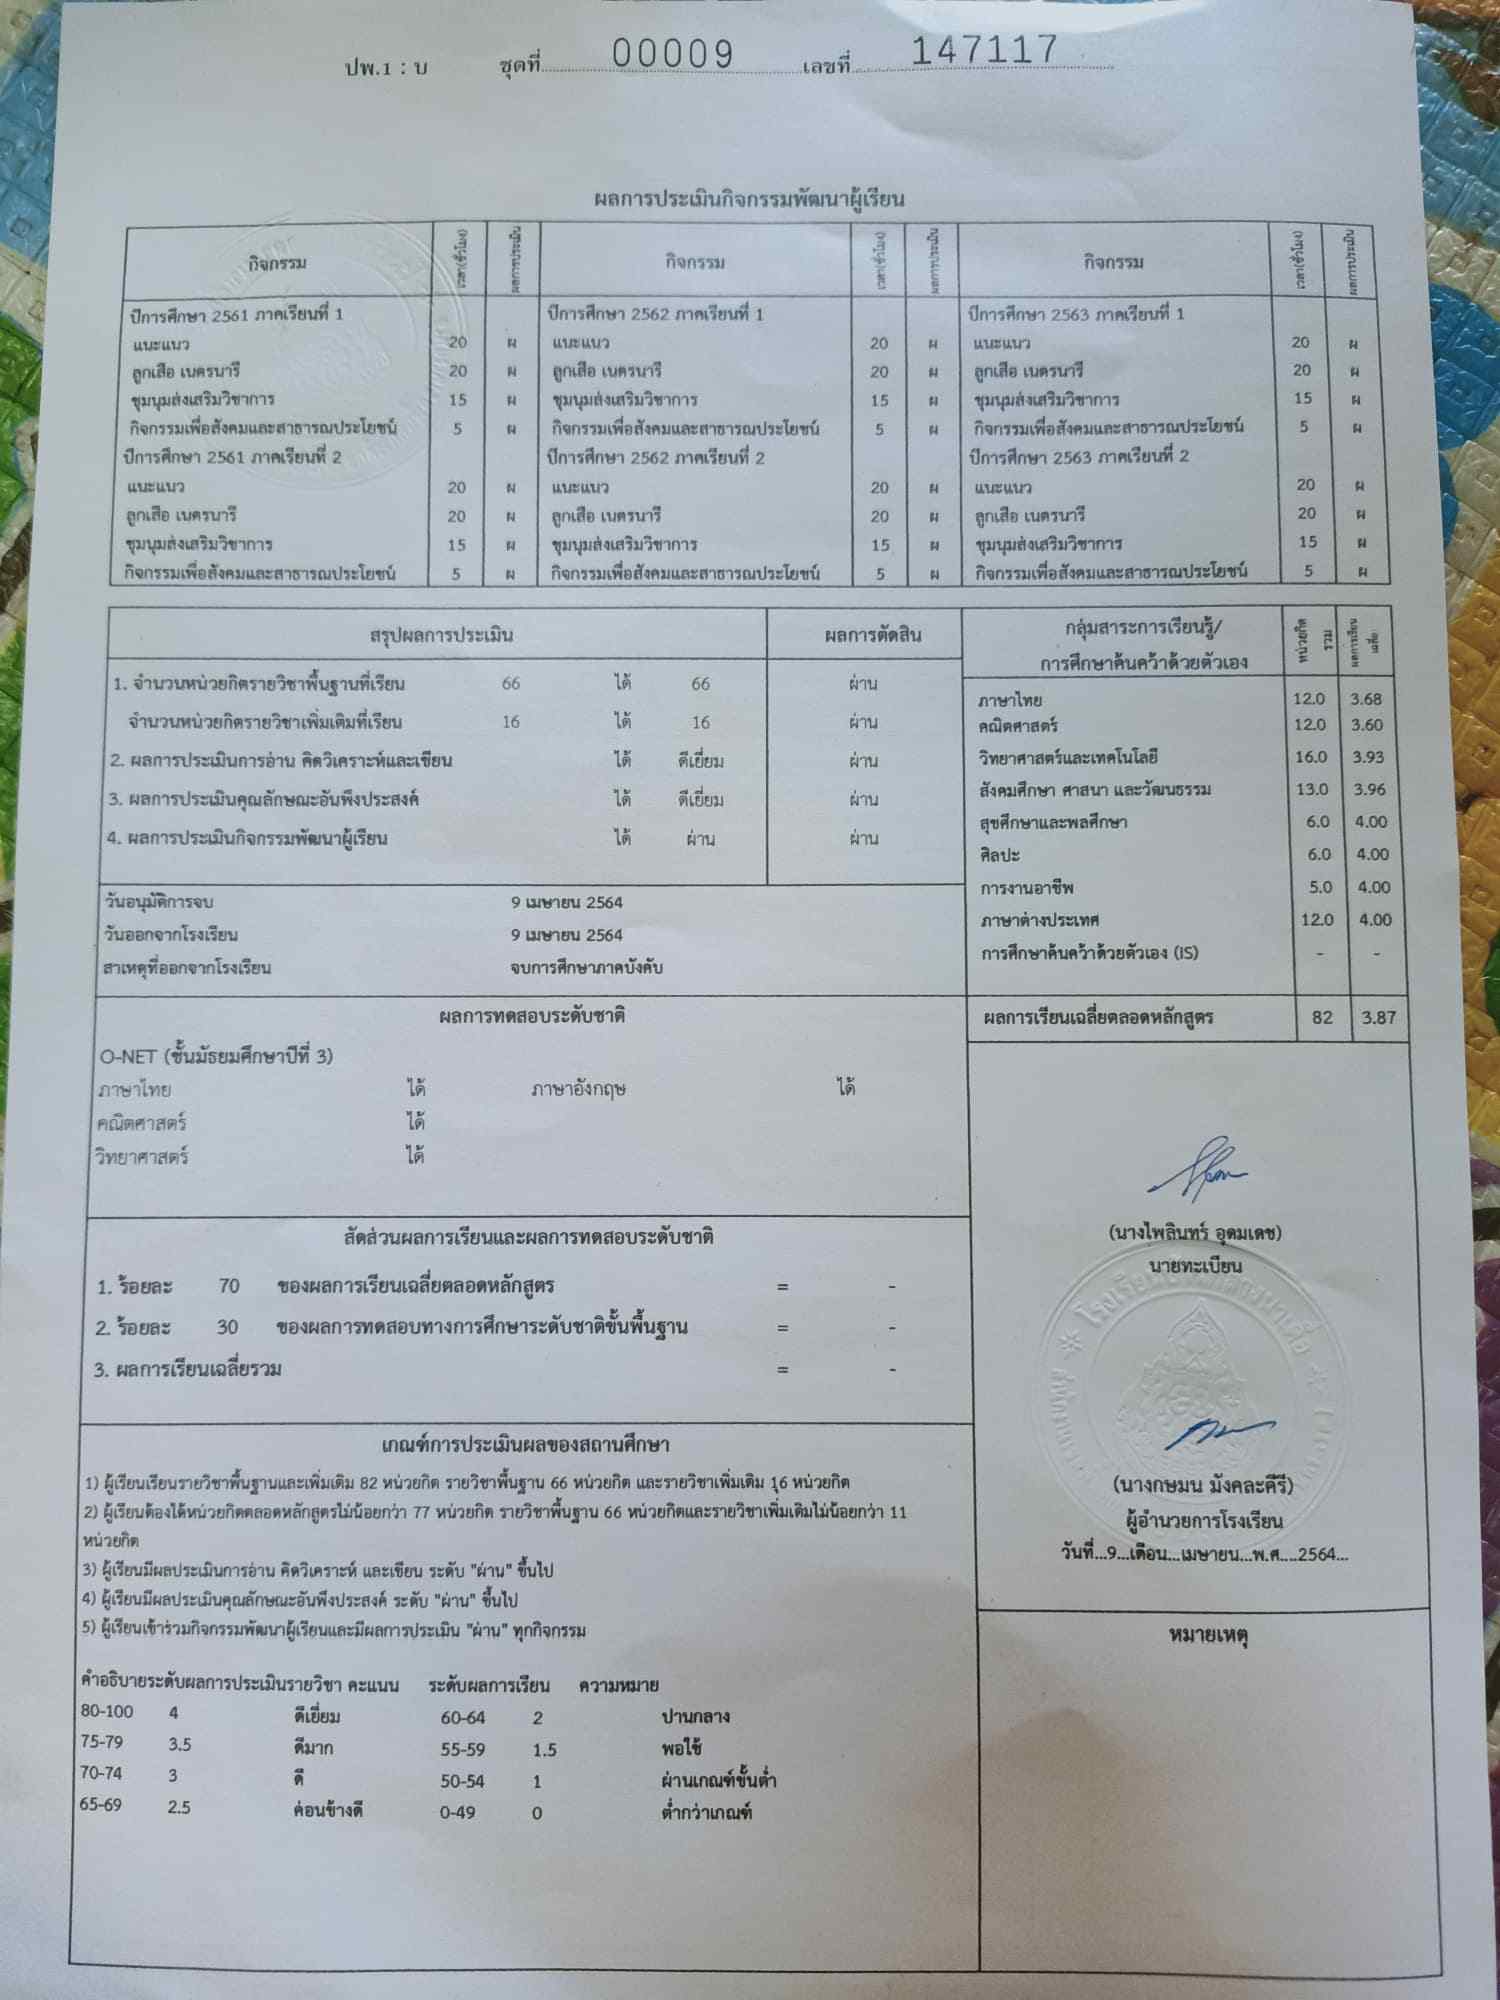 ปพ.1 : บ ชุดที่ 00009 เลขที่ 147117
ผลการประเมินกิจกรรมพัฒนาผู้เรียน
กิจกรรม เวลา(ชั่วโมง) ผลการประเมิน กิจกรรม เวลา(ชั่วโมง) ผลการประเมิน กิจกรรม เวลา(ชั่วโมง) ผลการประเมิน
ปีการศึกษา 2561 ภาคเรียนที่ 1 ปีการศึกษา 2562 ภาคเรียนที่ 1 ปีการศึกษา 2563 ภาคเรียนที่ 1
แนะแนว 20 ผ แนะแนว 20 ผ แนะแนว 20 ผ
ลูกเสือ เนตรนารี 20 ผ ลูกเสือ เนตรนารี 20 ผ ลูกเสือ เนตรนารี 20 ผ
ชุมนุมส่งเสริมวิชาการ 15 ผ ชุมนุมส่งเสริมวิชาการ 15 ผ ชุมนุมส่งเสริมวิชาการ 15 ผ
กิจกรรมเพื่อสังคมและสาธารณประโยชน์ 5 ผ กิจกรรมเพื่อสังคมและสาธารณประโยชน์ 5 ผ กิจกรรมเพื่อสังคมและสาธารณประโยชน์ 5 ผ
ปีการศึกษา 2561 ภาคเรียนที่ 2 ปีการศึกษา 2562 ภาคเรียนที่ 2 ปีการศึกษา 2563 ภาคเรียนที่ 2
แนะแนว 20 ผ แนะแนว 20 ผ แนะแนว 20 ผ
ลูกเสือ เนตรนารี 20 ผ ลูกเสือ เนตรนารี 20 ผ ลูกเสือ เนตรนารี 20 ผ
ชุมนุมส่งเสริมวิชาการ 15 ผ ชุมนุมส่งเสริมวิชาการ 15 ผ ชุมนุมส่งเสริมวิชาการ 15 ผ
กิจกรรมเพื่อสังคมและสาธารณประโยชน์ 5 ผ กิจกรรมเพื่อสังคมและสาธารณประโยชน์ 5 ผ กิจกรรมเพื่อสังคมและสาธารณประโยชน์ 5 ผ
สรุปผลการประเมิน ผลการตัดสิน
1. จำนวนหน่วยกิตรายวิชาพื้นฐานที่เรียน 66 ได้ 66 ผ่าน
จำนวนหน่วยกิตรายวิชาเพิ่มเติมที่เรียน 16 ได้ 16 ผ่าน
2. ผลการประเมินการอ่าน คิดวิเคราะห์และเขียน ได้ ดีเยี่ยม ผ่าน
3. ผลการประเมินคุณลักษณะอันพึงประสงค์ ได้ ดีเยี่ยม ผ่าน
4. ผลการประเมินกิจกรรมพัฒนาผู้เรียน ได้ ผ่าน ผ่าน
วันอนุมัติการจบ 9 เมษายน 2564
วันออกจากโรงเรียน 9 เมษายน 2564
สาเหตุที่ออกจากโรงเรียน จบการศึกษาภาคบังคับ
กลุ่มสาระการเรียนรู้/
การศึกษาค้นคว้าด้วยตัวเอง
หน่วยกิต
รวม
ผลการเรียน
เฉลี่ย
ภาษาไทย 12.0 3.68
คณิตศาสตร์ 12.0 3.60
วิทยาศาสตร์และเทคโนโลยี 16.0 3.93
สังคมศึกษา ศาสนา และวัฒนธรรม 13.0 3.96
สุขศึกษาและพลศึกษา 6.0 4.00
ศิลปะ 6.0 4.00
การงานอาชีพ 5.0 4.00
ภาษาต่างประเทศ 12.0 4.00
การศึกษาค้นคว้าด้วยตัวเอง (IS) - -
ผลการเรียนเฉลี่ยตลอดหลักสูตร 82 3.87
ผลการทดสอบระดับชาติ
O-NET (ชั้นมัธยมศึกษาปีที่ 3)
ภาษาไทย ได้ ภาษาอังกฤษ ได้
คณิตศาสตร์ ได้
วิทยาศาสตร์ ได้
สัดส่วนผลการเรียนและผลการทดสอบระดับชาติ
1. ร้อยละ 70 ของผลการเรียนเฉลี่ยตลอดหลักสูตร = -
2. ร้อยละ 30 ของผลการทดสอบทางการศึกษาระดับชาติขั้นพื้นฐาน = -
3. ผลการเรียนเฉลี่ยรวม = -
(นางไพลินทร์ อุดมเดช)
นายทะเบียน
(นางกษมน มังคละคีรี)
ผู้อำนวยการโรงเรียน
วันที่...9...เดือน...เมษายน...พ.ศ....2564...
เกณฑ์การประเมินผลของสถานศึกษา
1) ผู้เรียนเรียนรายวิชาพื้นฐานและเพิ่มเติม 82 หน่วยกิต รายวิชาพื้นฐาน 66 หน่วยกิต และรายวิชาเพิ่มเติม 16 หน่วยกิต
2) ผู้เรียนต้องได้หน่วยกิตตลอดหลักสูตรไม่น้อยกว่า 77 หน่วยกิต รายวิชาพื้นฐาน 66 หน่วยกิตและรายวิชาเพิ่มเติมไม่น้อยกว่า 11
หน่วยกิต
3) ผู้เรียนมีผลประเมินการอ่าน คิดวิเคราะห์ และเขียน ระดับ "ผ่าน" ขึ้นไป
4) ผู้เรียนมีผลประเมินคุณลักษณะอันพึงประสงค์ ระดับ "ผ่าน" ขึ้นไป
5) ผู้เรียนเข้าร่วมกิจกรรมพัฒนาผู้เรียนและมีผลการประเมิน "ผ่าน" ทุกกิจกรรม
คำอธิบายระดับผลการประเมินรายวิชา คะแนน ระดับผลการเรียน ความหมาย
80-100 4 ดีเยี่ยม 60-64 2 ปานกลาง
75-79 3.5 ดีมาก 55-59 1.5 พอใช้
70-74 3 ดี 50-54 1 ผ่านเกณฑ์ขั้นต่ำ
65-69 2.5 ค่อนข้างดี 0-49 0 ต่ำกว่าเกณฑ์
หมายเหตุ